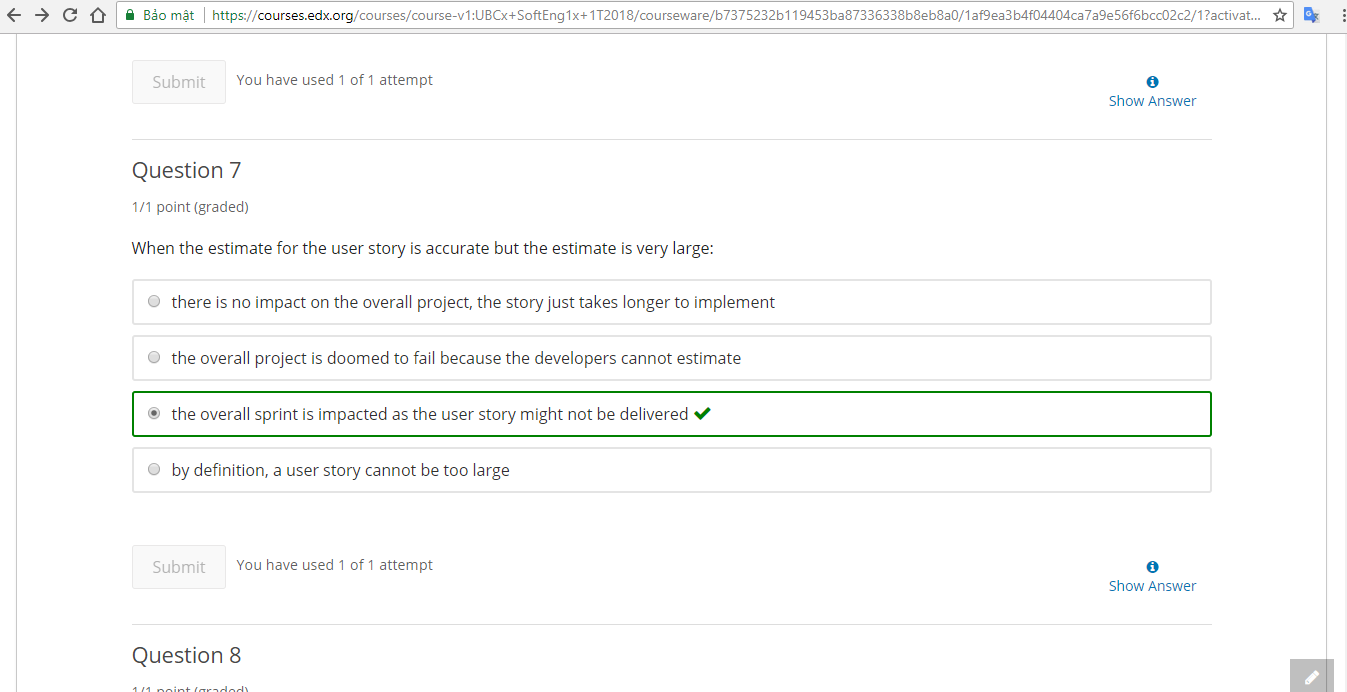 Bảo mật https://courses.edx.org/courses/course-v1:UBCx+SoftEng1x+1T2018/courseware/b7375232b119453ba87336338b8eb8a0/1af9ea3b4f04404ca7a9e56f6bcc02c2/1?activat...
Submit You have used 1 of 1 attempt
Show Answer
Question 7
1/1 point (graded)
When the estimate for the user story is accurate but the estimate is very large:
there is no impact on the overall project, the story just takes longer to implement
the overall project is doomed to fail because the developers cannot estimate
the overall sprint is impacted as the user story might not be delivered
by definition, a user story cannot be too large
Submit You have used 1 of 1 attempt
Show Answer
Question 8
1/1 point (graded)